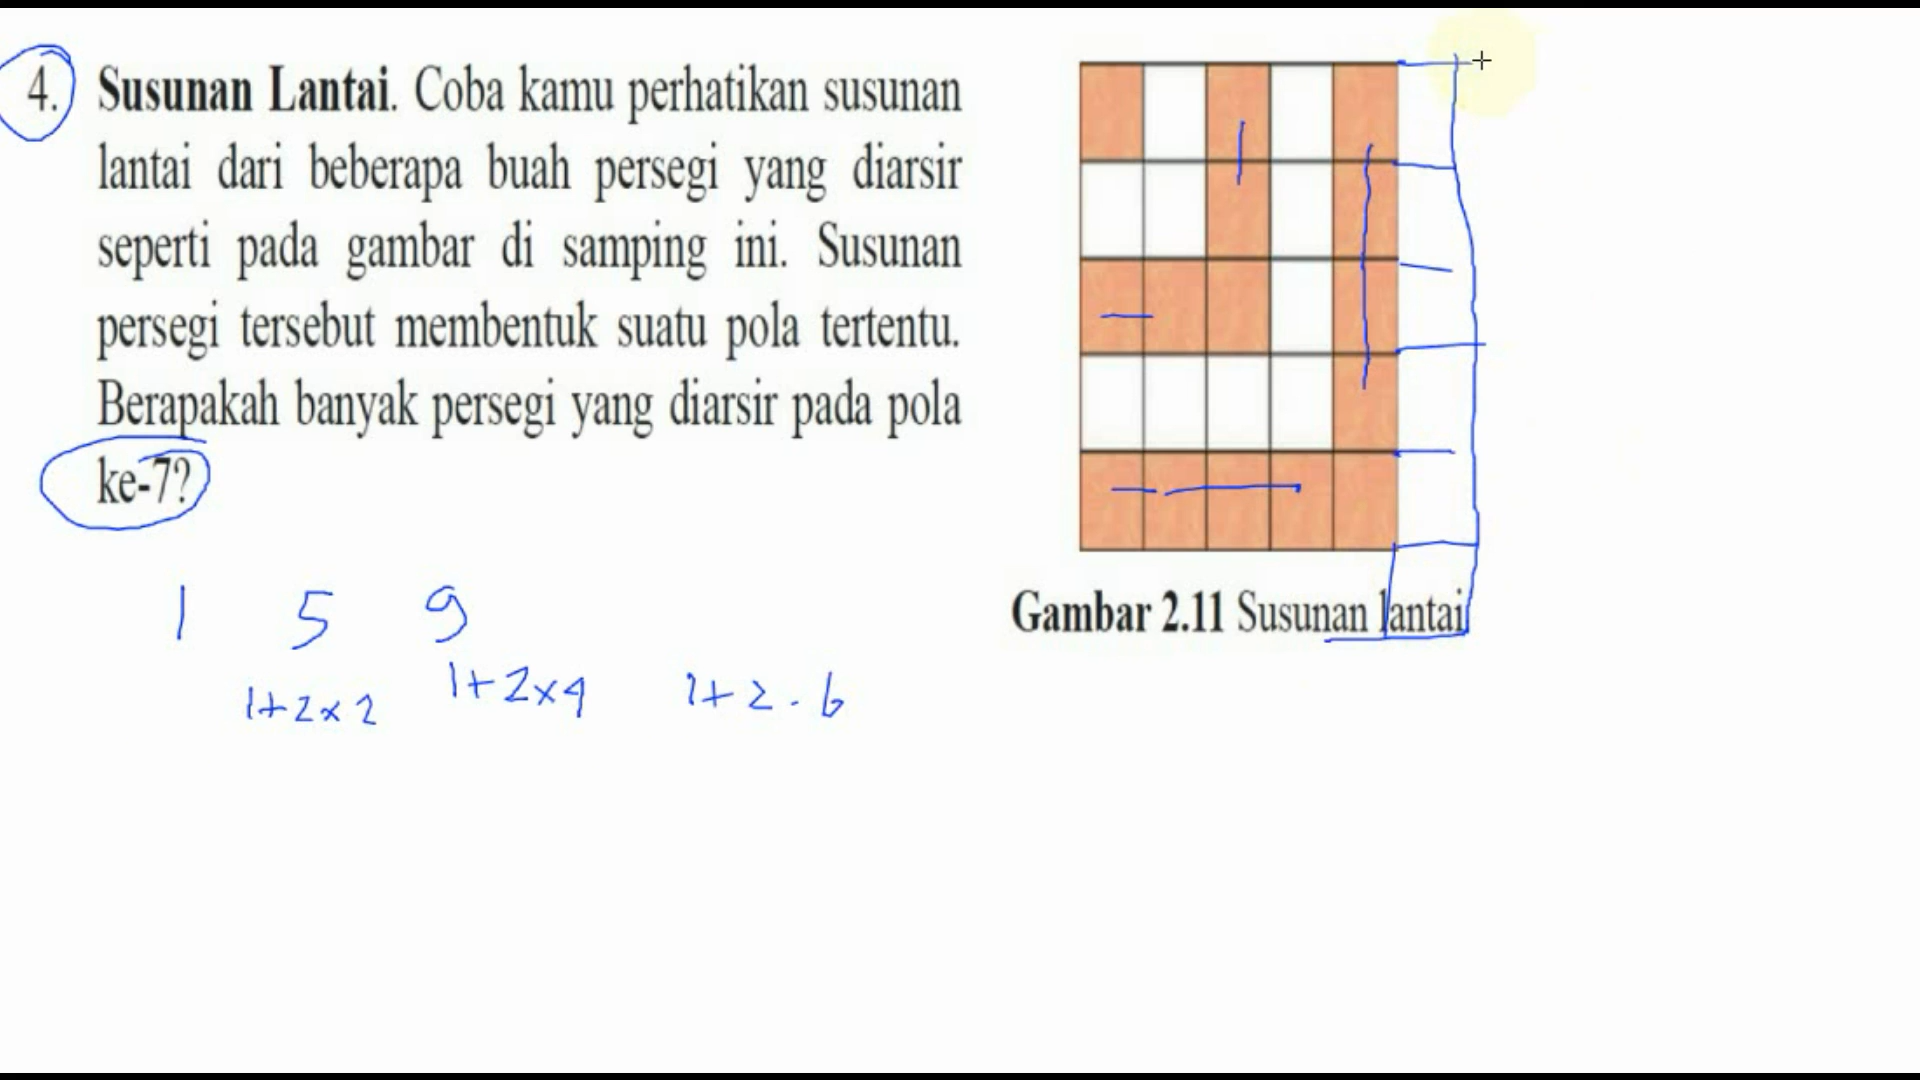 4. Susunan Lantai. Coba kamu perhatikan susunan
lantai dari beberapa buah persegi yang diarsir
seperti pada gambar di samping ini. Susunan
persegi tersebut membentuk suatu pola tertentu.
Berapakah banyak persegi yang diarsir pada pola
ke-7?
Gambar 2.11 Susunan lantai
1 5 9
1+2×2 1+2×4 1+2.6